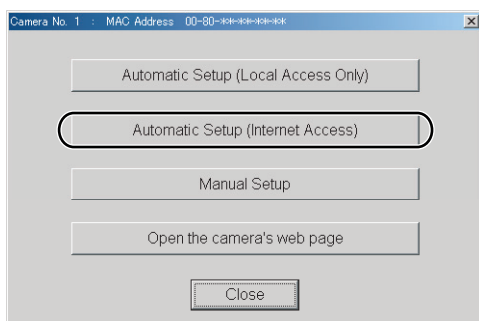 Camera No. 1 : MAC Address 00-80-**-**-**-**
Automatic Setup (Local Access Only)
Automatic Setup (Internet Access)
Manual Setup
Open the camera's web page
Close